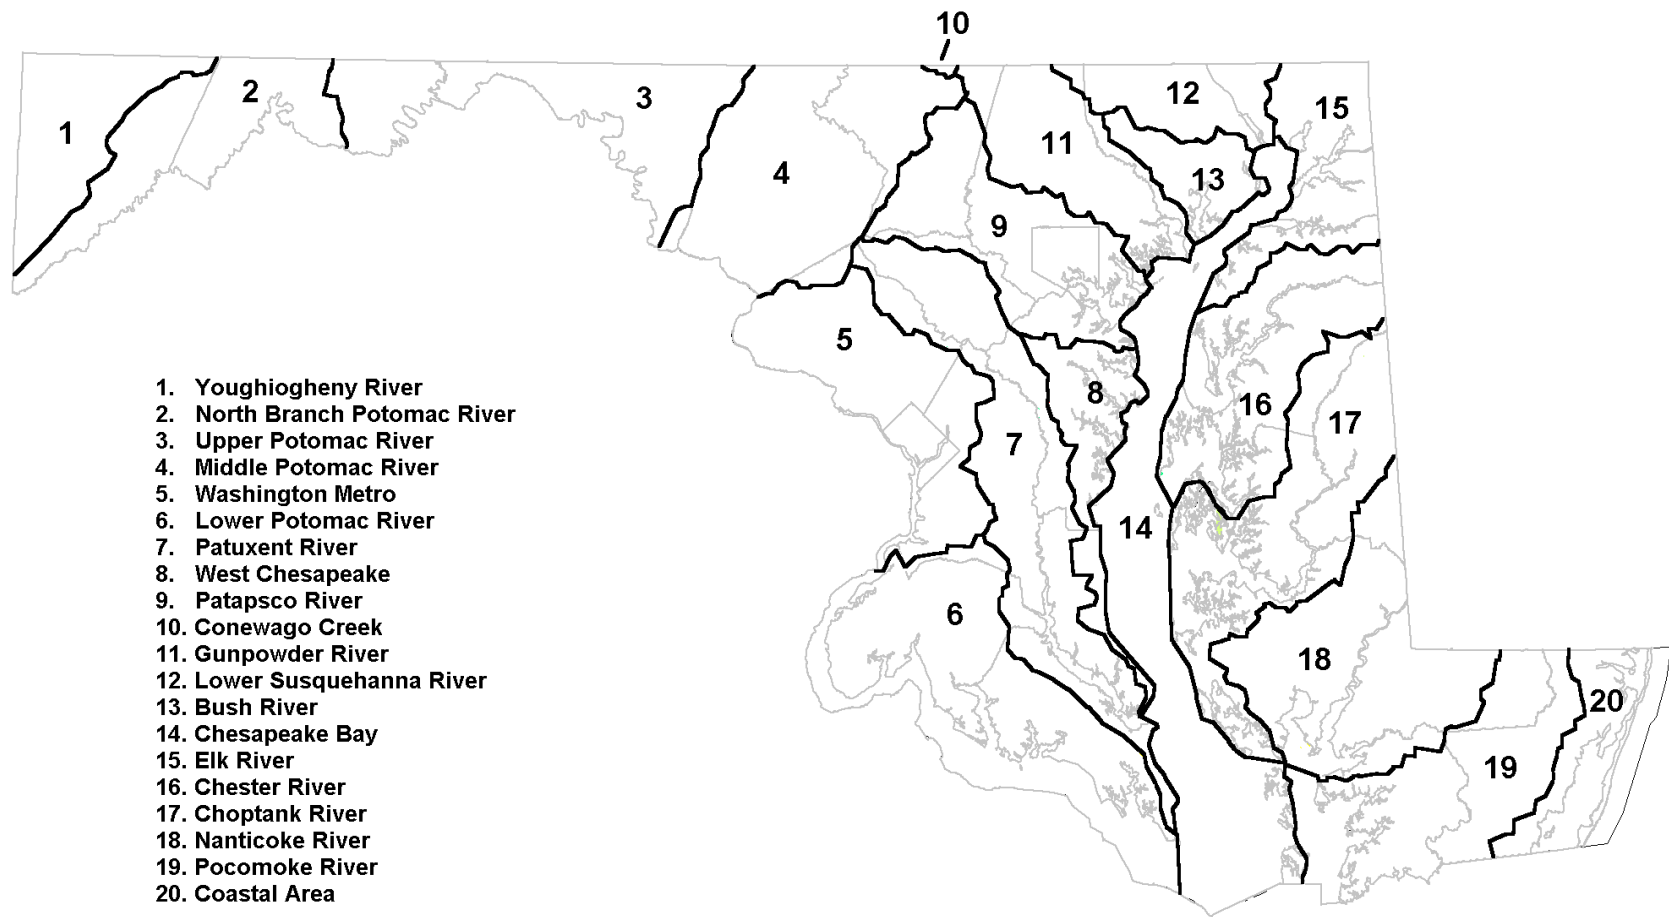 10
1
2
3
4
5
6
7
8
9
11
12
13
14
15
16
17
18
19
20
1. Youghiogheny River
2. North Branch Potomac River
3. Upper Potomac River
4. Middle Potomac River
5. Washington Metro
6. Lower Potomac River
7. Patuxent River
8. West Chesapeake
9. Patapsco River
10. Conewago Creek
11. Gunpowder River
12. Lower Susquehanna River
13. Bush River
14. Chesapeake Bay
15. Elk River
16. Chester River
17. Choptank River
18. Nanticoke River
19. Pocomoke River
20. Coastal Area